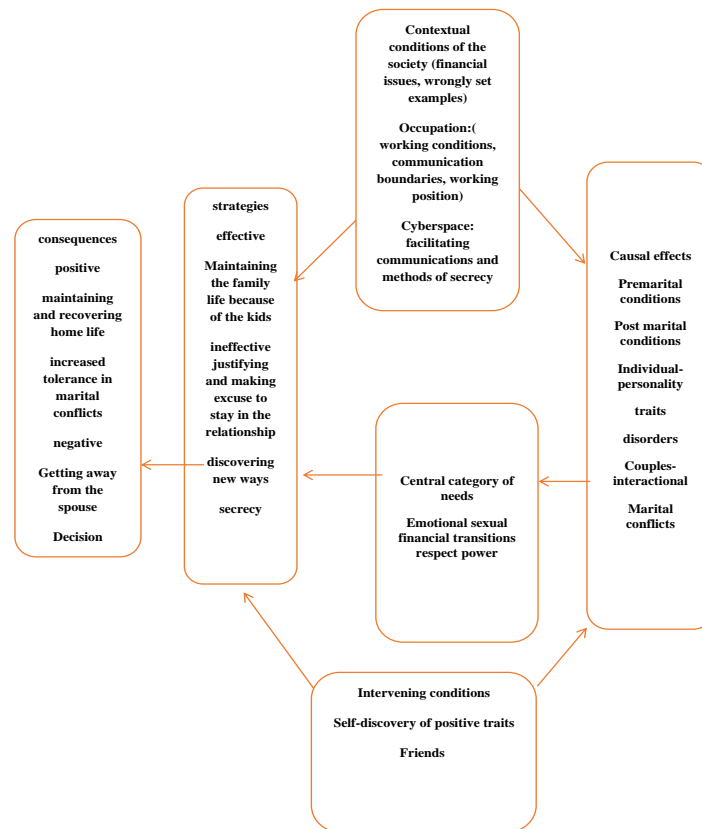 Contextual
conditions of the
society (financial
issues, wrongly set
examples)
Occupation:(
working conditions,
communication
boundaries, working
position)
Cyberspace:
facilitating
communications and
methods of secrecy
consequences
positive
maintaining
and recovering
home life
increased
tolerance in
marital
conflicts
negative
Getting away
from the
spouse
Decision
strategies
effective
Maintaining
the family
life because
of the kids
ineffective
justifying
and making
excuse to
stay in the
relationship
discovering
new ways
secrecy
Central category of
needs
Emotional sexual
financial transitions
respect power
Causal effects
Premarital
conditions
Post marital
conditions
Individual-
personality
traits
disorders
Couples-
interactional
Marital
conflicts
Intervening conditions
Self-discovery of positive traits
Friends